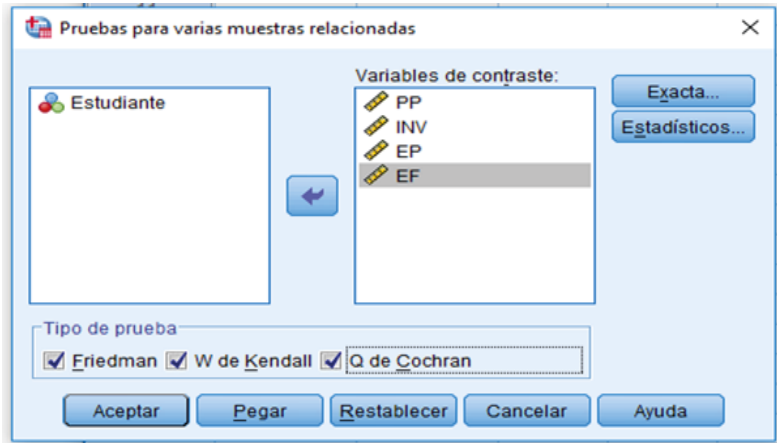 Pruebas para varias muestras relacionadas
Estudiante
Variables de contraste:
PP
INV
EP
EF
Exacta...
Estadísticos...
Tipo de prueba
Friedman W de Kendall Q de Cochran
Aceptar Pegar Restablecer Cancelar Ayuda